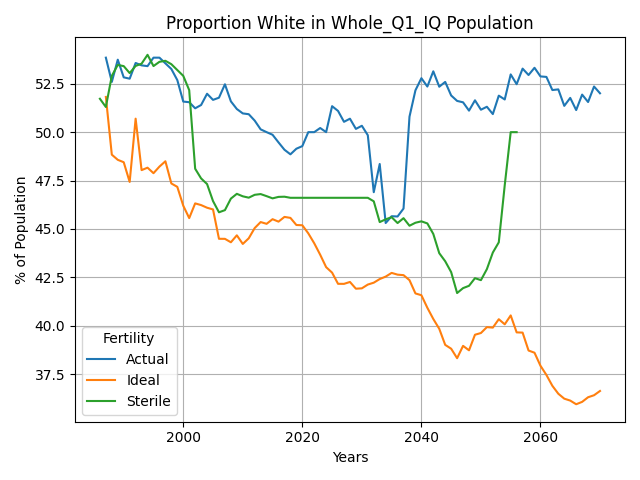 Proportion White in Whole_Q1_IQ Population
% of Population
52.5
50.0
47.5
45.0
42.5
40.0
37.5
Fertility
Actual
Ideal
Sterile
2000
2020
2040
2060
Years